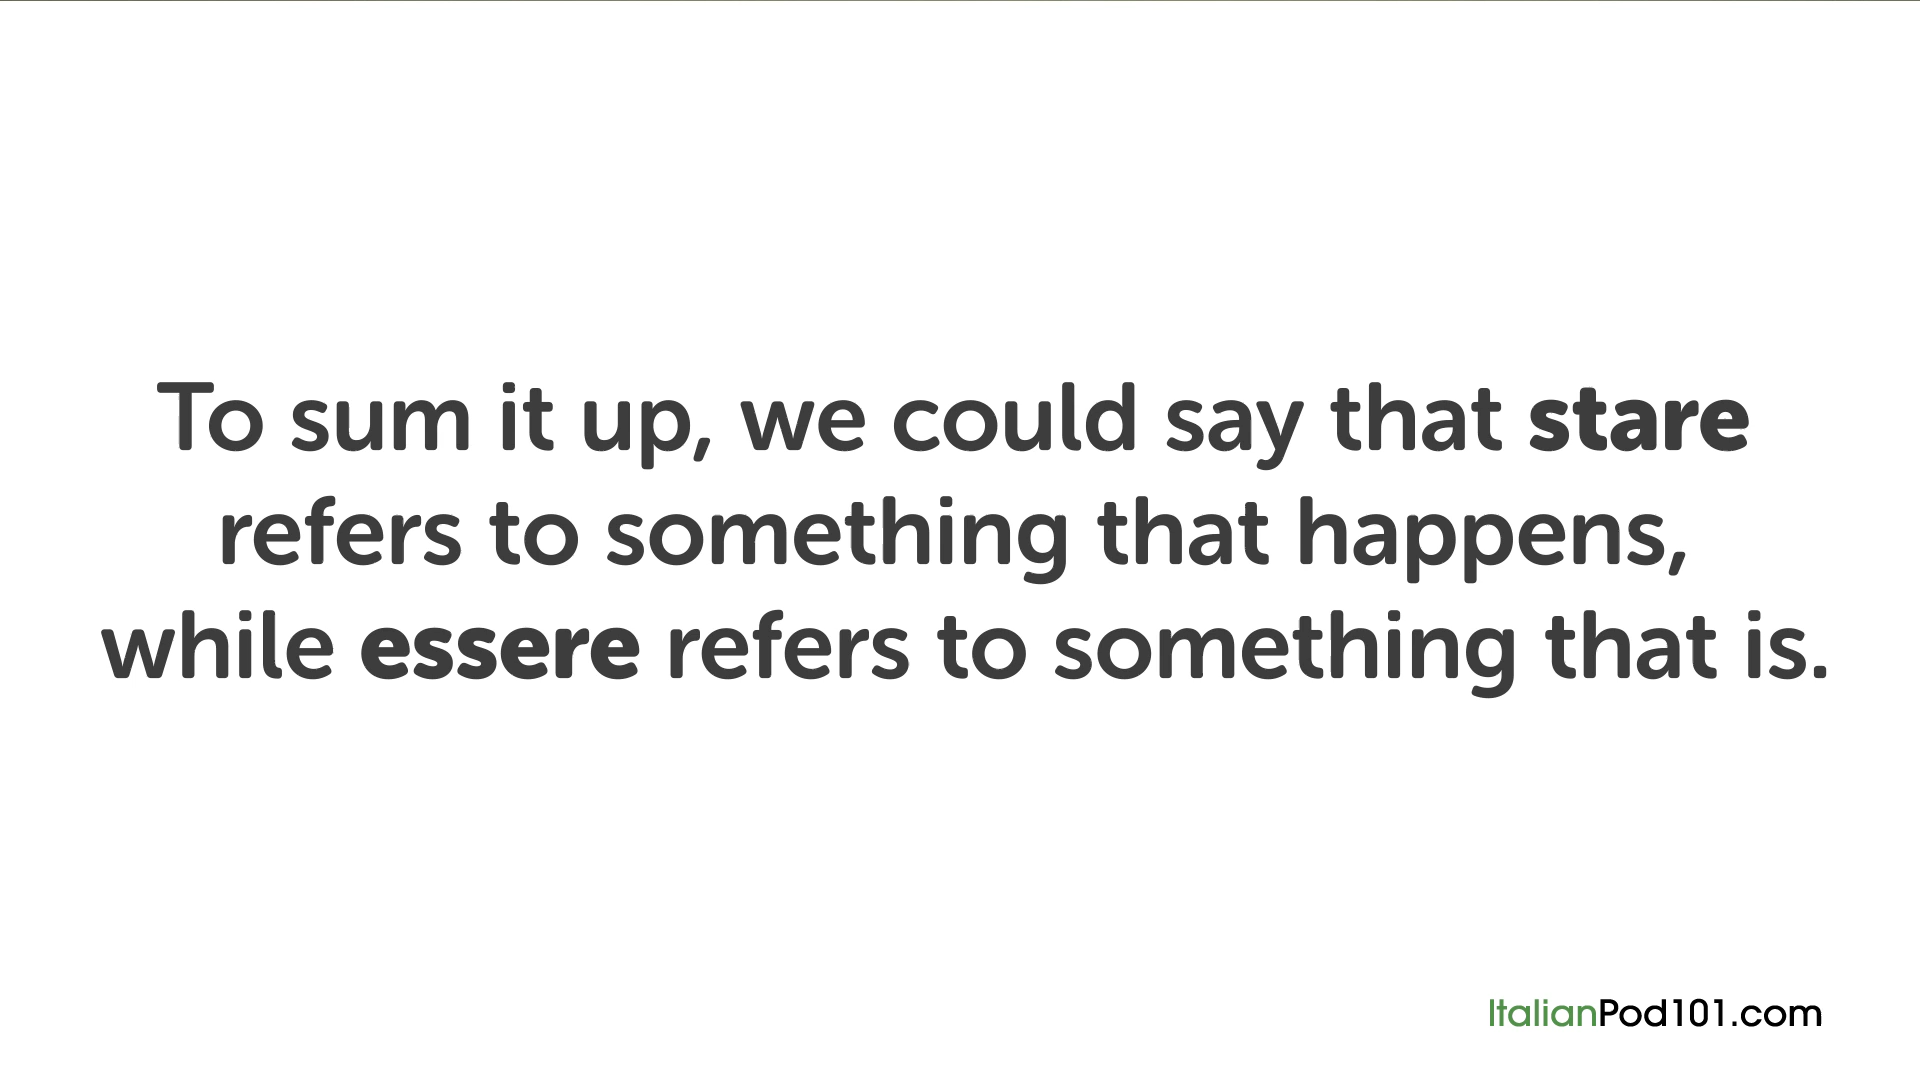 To sum it up, we could say that stare
refers to something that happens,
while essere refers to something that is.
ItalianPod101.com